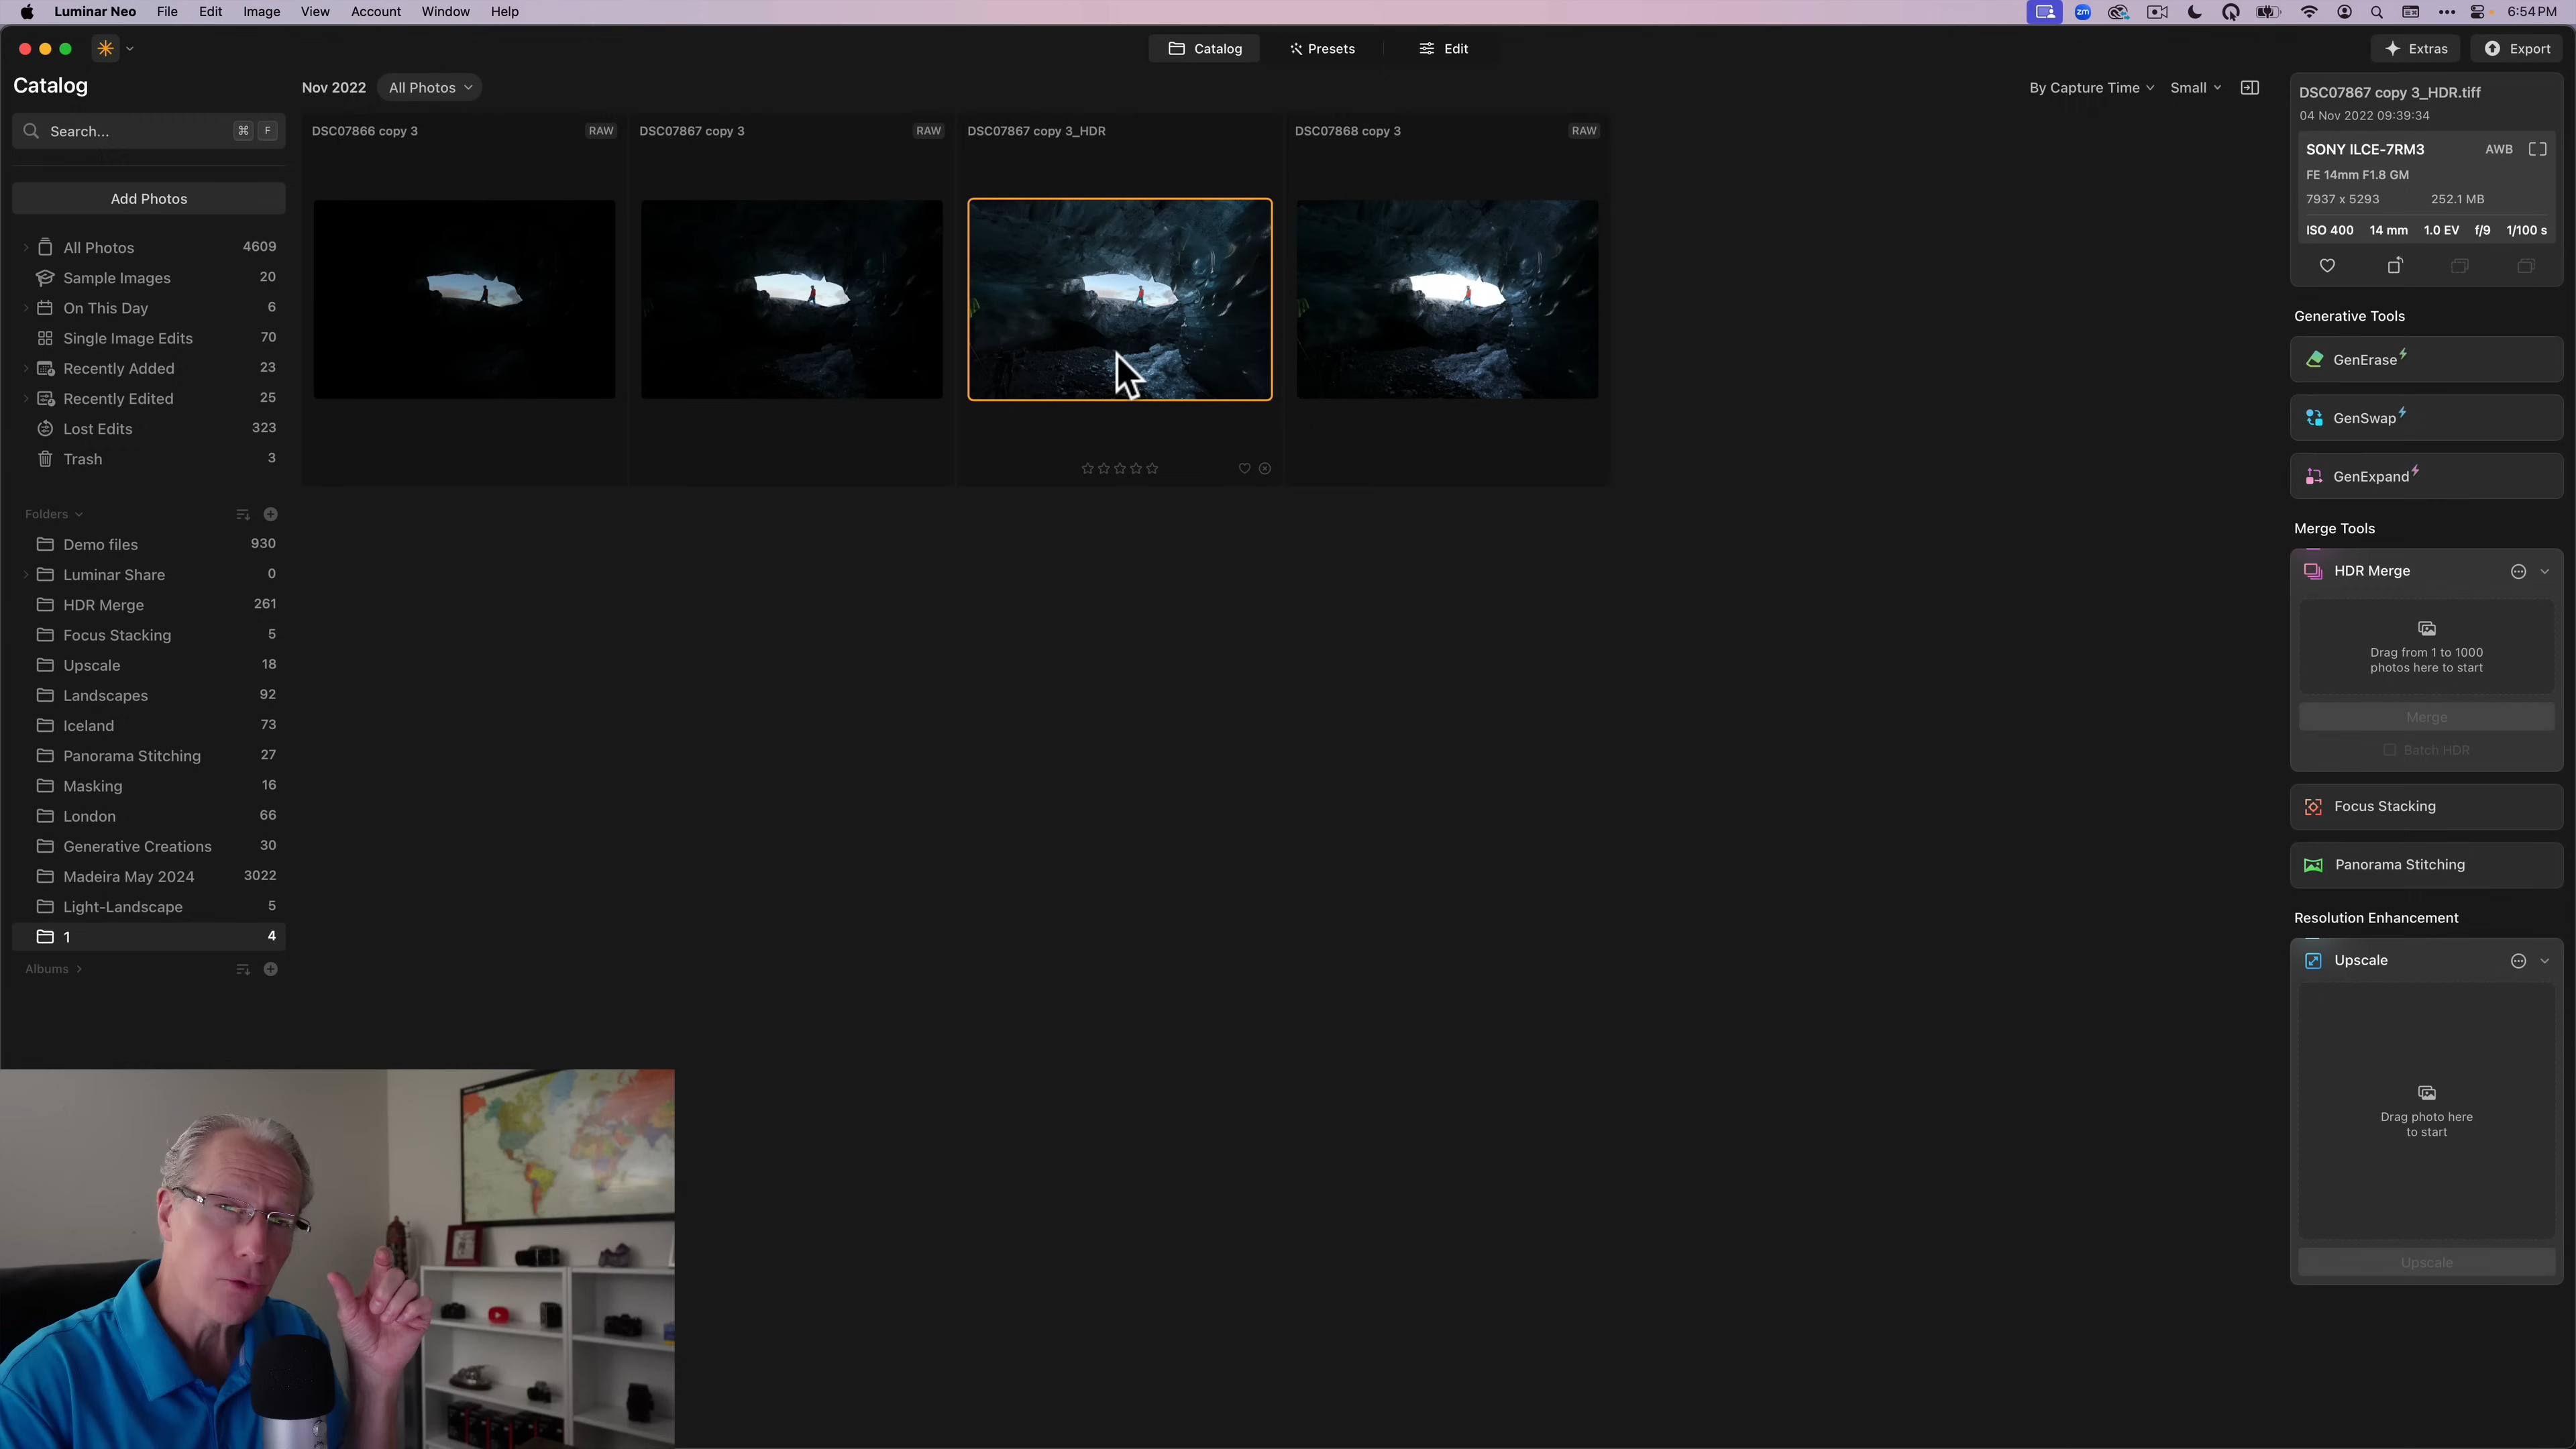 Luminar Neo File Edit Image View Account Window Help
zm
6:54 PM
Catalog Presets Edit
Extras Export
Catalog
Nov 2022 All Photos
By Capture Time Small
Search... ⌘ F
Add Photos
All Photos 4609
Sample Images 20
On This Day 6
Single Image Edits 70
Recently Added 23
Recently Edited 25
Lost Edits 323
Trash 3
Folders
Demo files 930
Luminar Share 0
HDR Merge 261
Focus Stacking 5
Upscale 18
Landscapes 92
Iceland 73
Panorama Stitching 27
Masking 16
London 66
Generative Creations 30
Madeira May 2024 3022
Light-Landscape 5
1 4
Albums
DSC07866 copy 3 RAW
DSC07867 copy 3 RAW
DSC07867 copy 3_HDR
DSC07868 copy 3 RAW
DSC07867 copy 3_HDR.tiff
04 Nov 2022 09:39:34
SONY ILCE-7RM3 AWB
FE 14mm F1.8 GM
7937 x 5293 252.1 MB
ISO 400 14 mm 1.0 EV f/9 1/100 s
Generative Tools
GenErase
GenSwap
GenExpand
Merge Tools
HDR Merge
Drag from 1 to 1000
photos here to start
Merge
Batch HDR
Focus Stacking
Panorama Stitching
Resolution Enhancement
Upscale
Drag photo here
to start
Upscale